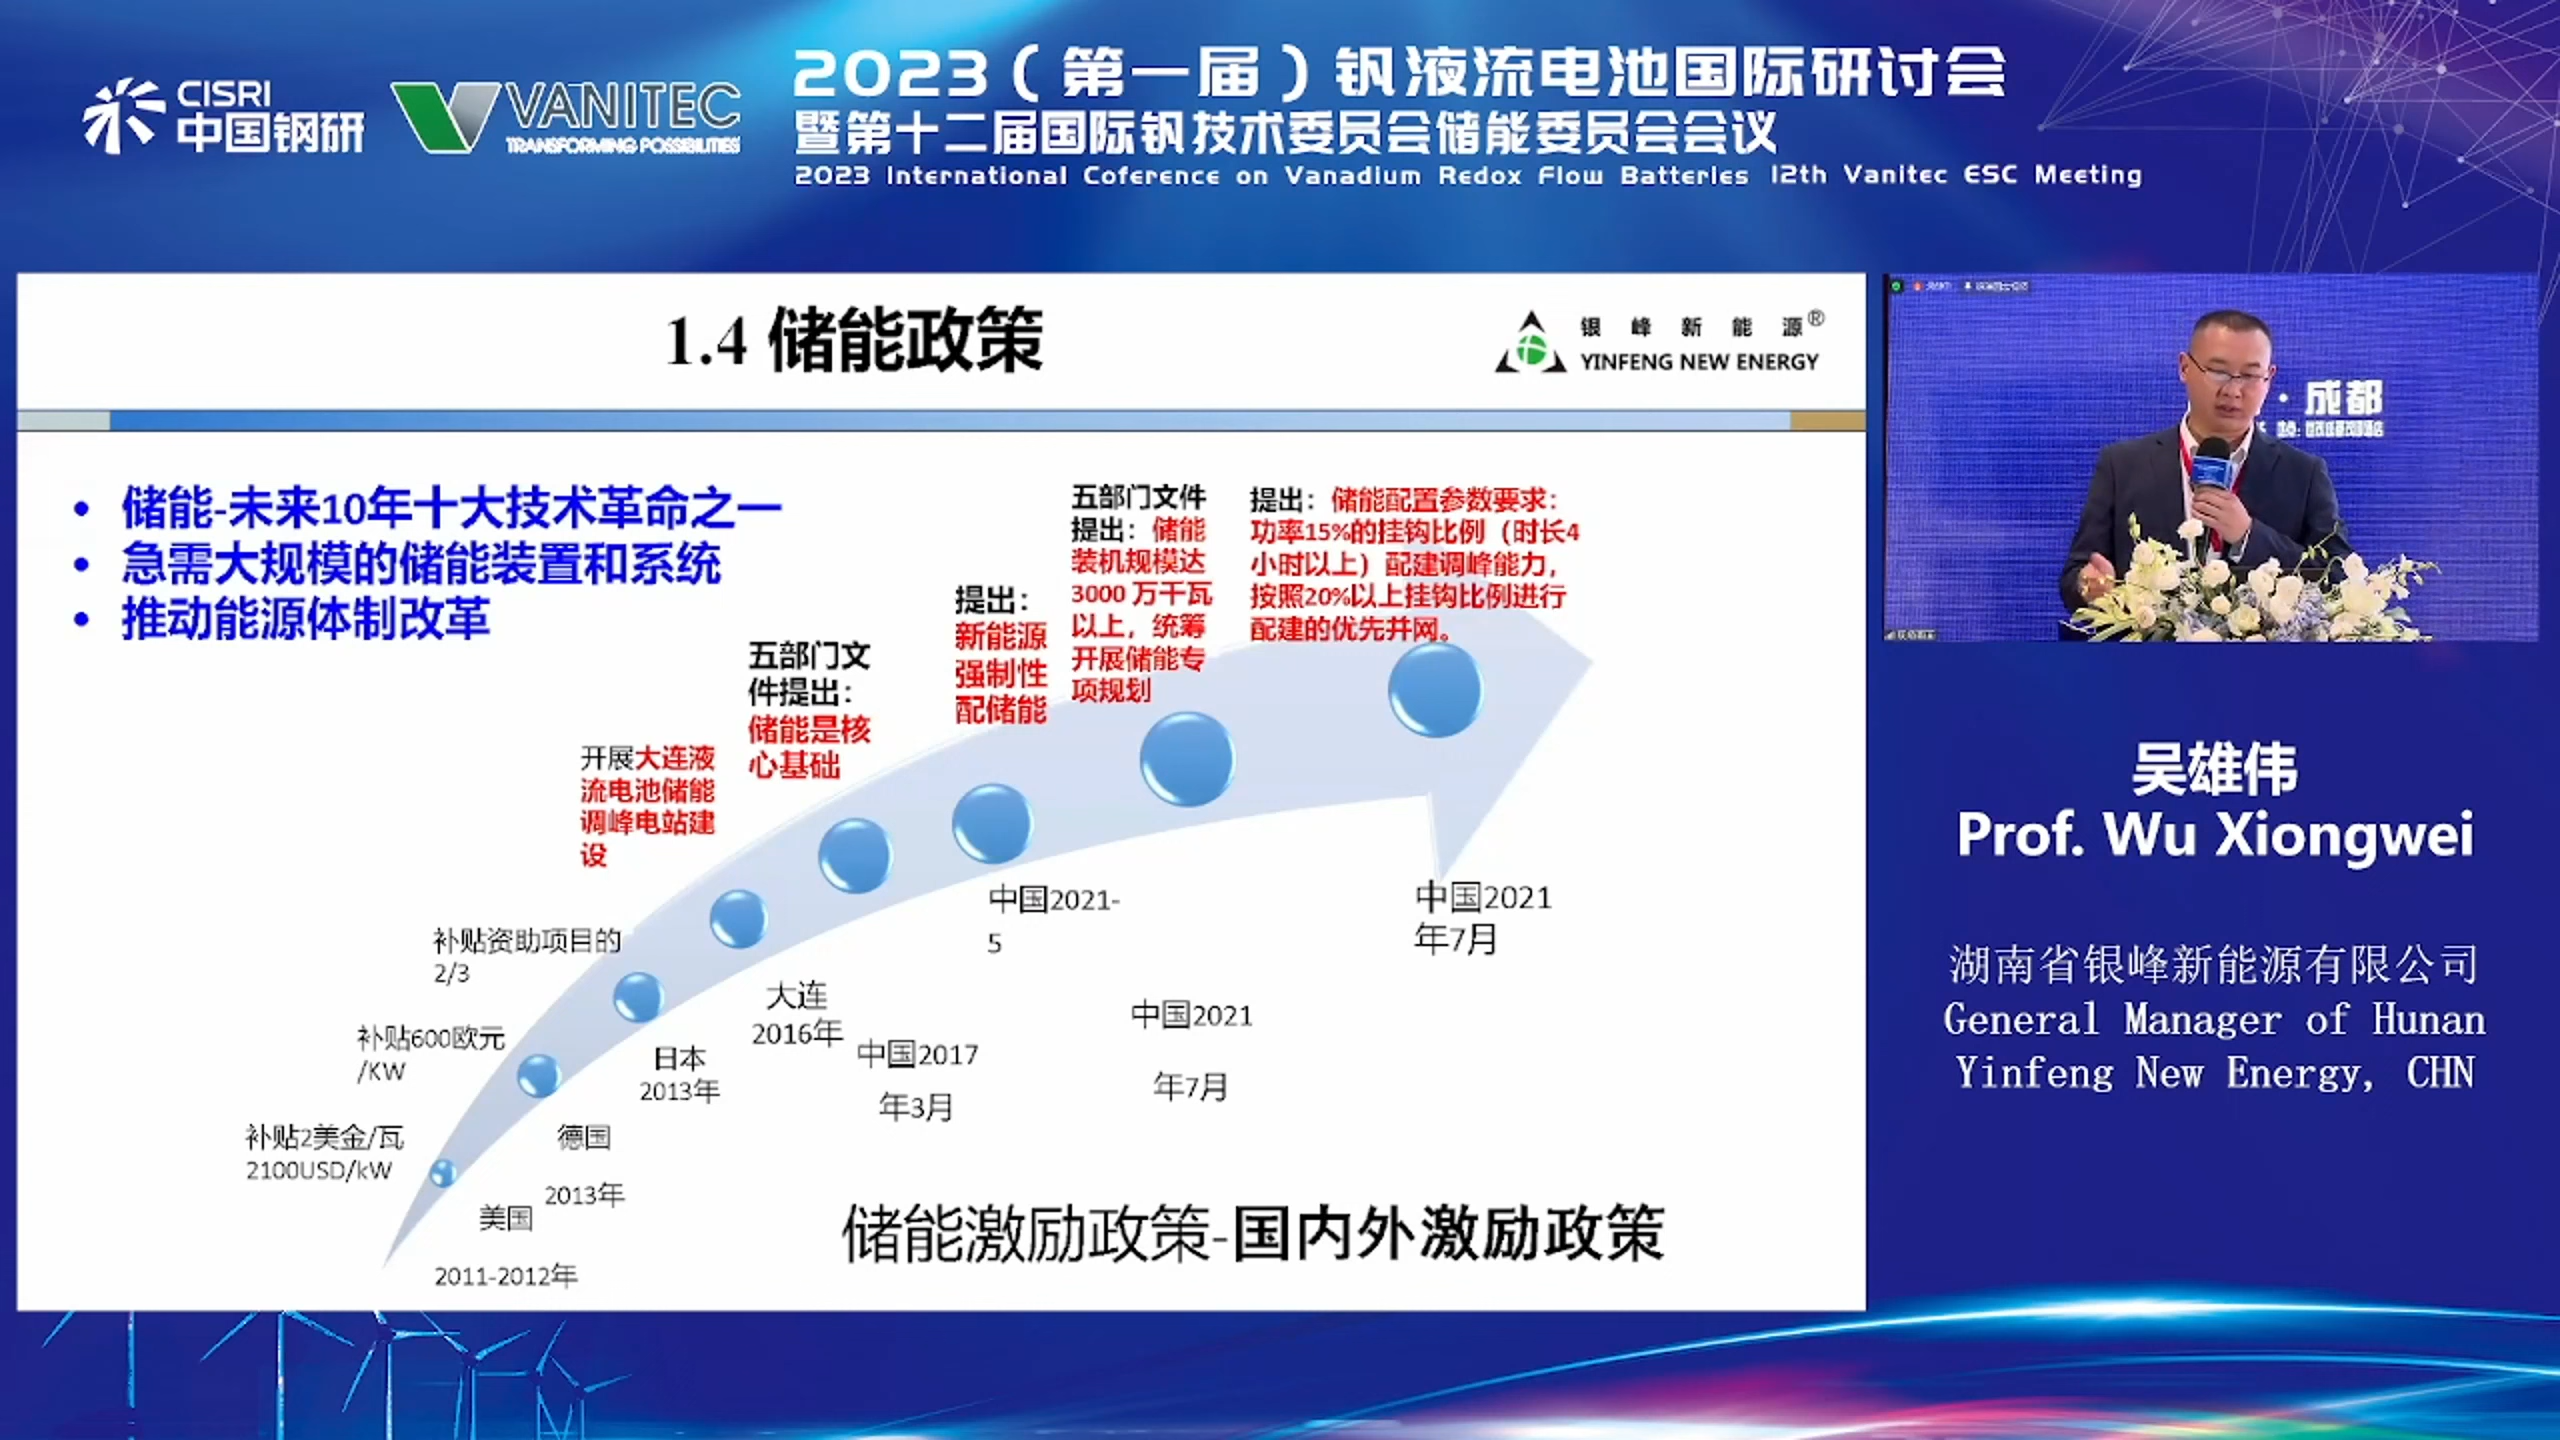 CISRI
中国钢研
VANITEC
TRANSFORMING POSSIBILITIES
2023（第一届）钒液流电池国际研讨会
暨第十二届国际钒技术委员会储能委员会会议
2023 International Coference on Vanadium Redox Flow Batteries 12th Vanitec ESC Meeting
1.4 储能政策
银峰新能源®
YINFENG NEW ENERGY
• 储能-未来10年十大技术革命之一
• 急需大规模的储能装置和系统
• 推动能源体制改革
补贴2美金/瓦
2100USD/kW
美国
2011-2012年
补贴600欧元
/KW
德国
2013年
补贴资助项目的
2/3
日本
2013年
开展大连液
流电池储能
调峰电站建
设
大连
2016年
五部门文
件提出：
储能是核
心基础
中国2017
年3月
提出：
新能源
强制性
配储能
中国2021-
5
五部门文件
提出：储能
装机规模达
3000 万千瓦
以上，统筹
开展储能专
项规划
中国2021
年7月
提出：储能配置参数要求：
功率15%的挂钩比例（时长4
小时以上）配建调峰能力，
按照20%以上挂钩比例进行
配建的优先并网。
中国2021
年7月
储能激励政策-国内外激励政策
·成都
吴雄伟
Prof. Wu Xiongwei
湖南省银峰新能源有限公司
General Manager of Hunan
Yinfeng New Energy, CHN